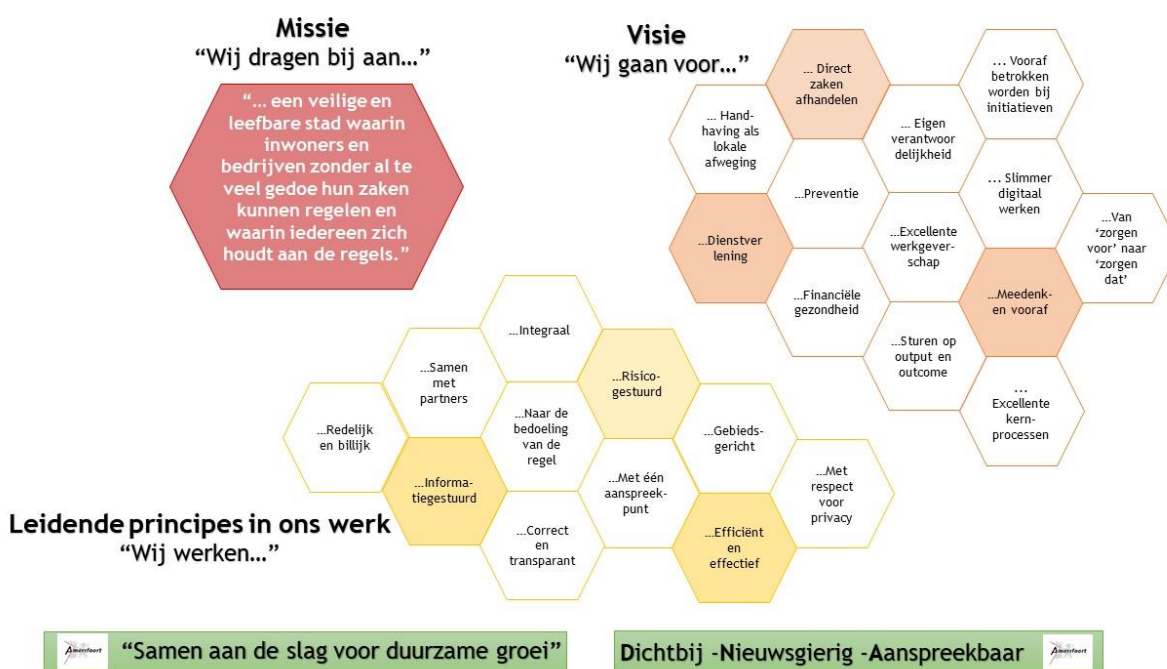 Missie
“Wij dragen bij aan…”
“… een veilige en
leefbare stad waarin
inwoners en
bedrijven zonder al te
veel gedoe hun zaken
kunnen regelen en
waarin iedereen zich
houdt aan de regels.”
Visie
“Wij gaan voor…”
… Direct
zaken
afhandelen
… Vooraf
betrokken
worden bij
initiatieven
… Hand-
having als
lokale
afweging
… Eigen
verantwoor
delijkheid
…Preventie
… Slimmer
digitaal
werken
…Dienstver
lening
…Excellente
werkgever-
schap
…Van
‘zorgen
voor’ naar
‘zorgen
dat’
…Financiële
gezondheid
…Meedenk-
en vooraf
…Sturen op
output en
outcome
…
Excellente
kern-
processen
…Integraal
…Samen
met
partners
…Risico-
gestuurd
…Redelijk
en billijk
…Naar de
bedoeling
van de
regel
…Gebieds-
gericht
…Informa-
tiegestuurd
…Met één
aanspreek-
punt
…Met
respect
voor
privacy
…Correct
en
transparant
…Efficiënt
en
effectief
Leidende principes in ons werk
“Wij werken…”
Amersfoort
“Samen aan de slag voor duurzame groei”
Dichtbij -Nieuwsgierig -Aanspreekbaar
Amersfoort